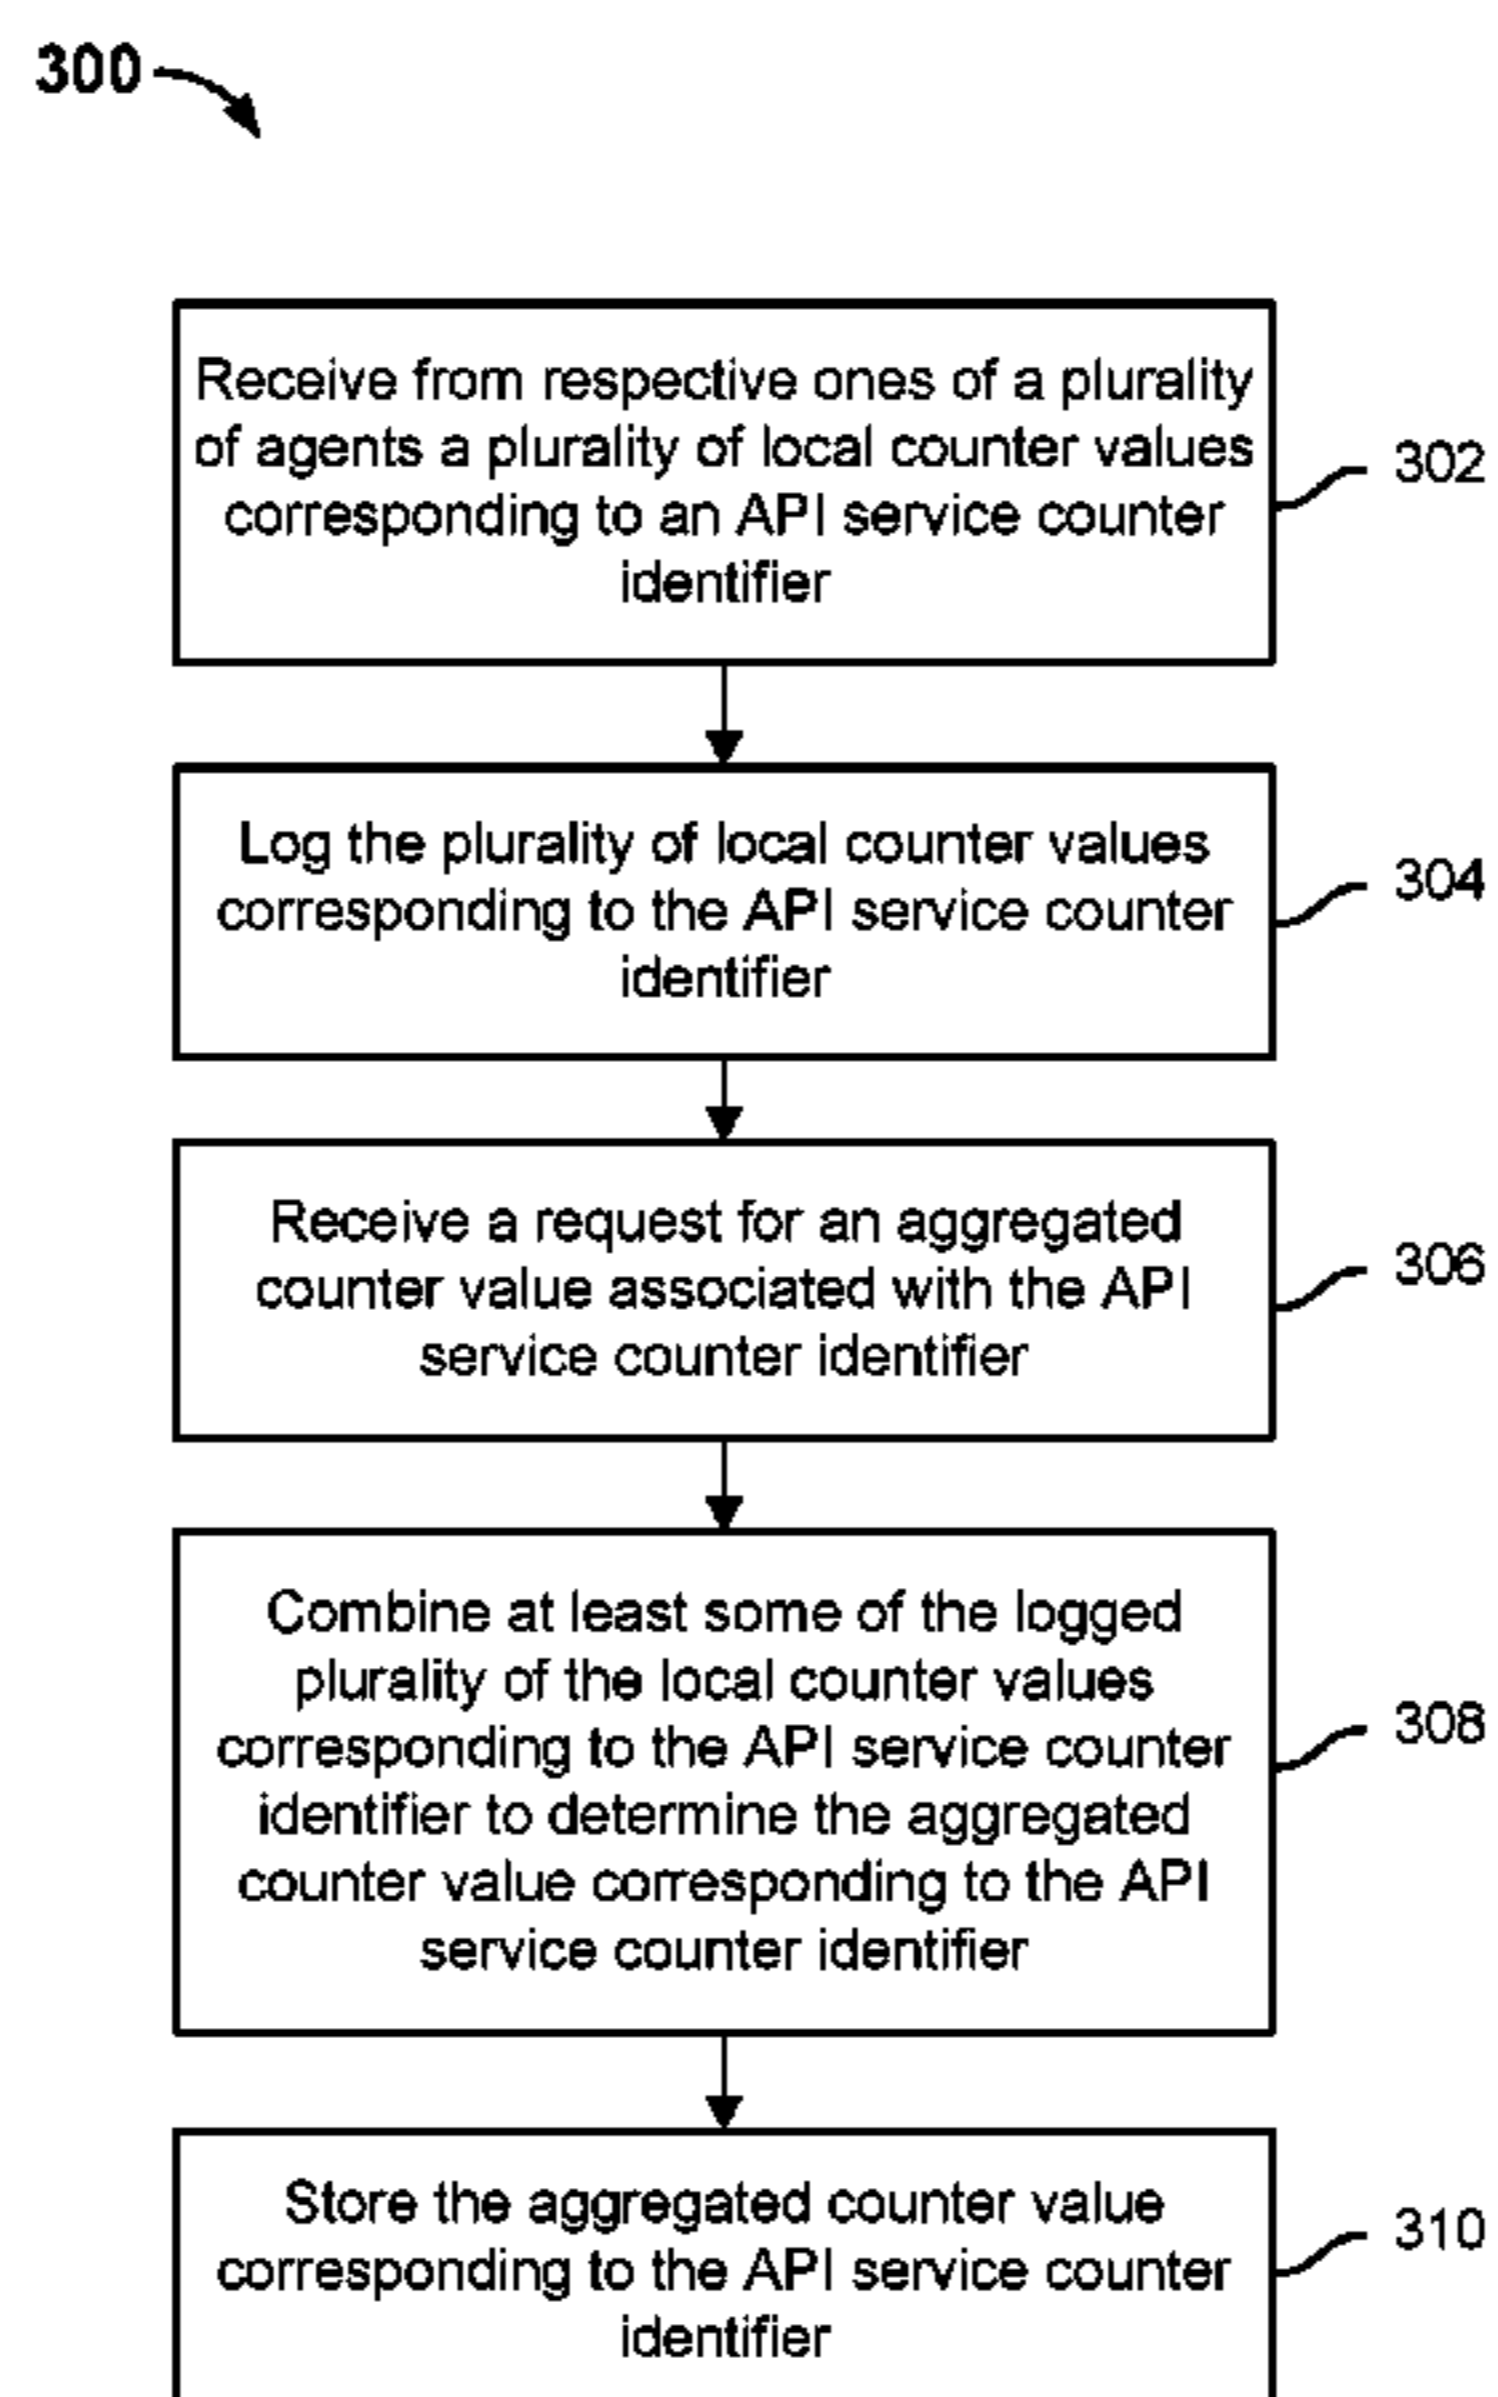 300
Receive from respective ones of a plurality
of agents a plurality of local counter values
corresponding to an API service counter
identifier
302
Log the plurality of local counter values
corresponding to the API service counter
identifier
304
Receive a request for an aggregated
counter value associated with the API
service counter identifier
306
Combine at least some of the logged
plurality of the local counter values
corresponding to the API service counter
identifier to determine the aggregated
counter value corresponding to the API
service counter identifier
308
Store the aggregated counter value
corresponding to the API service counter
identifier
310